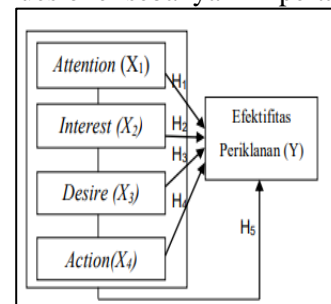 Attention (X1)
H1
Interest (X2)
H2
Efektifitas
Periklanan (Y)
H3
Desire (X3)
H4
H5
Action(X4)